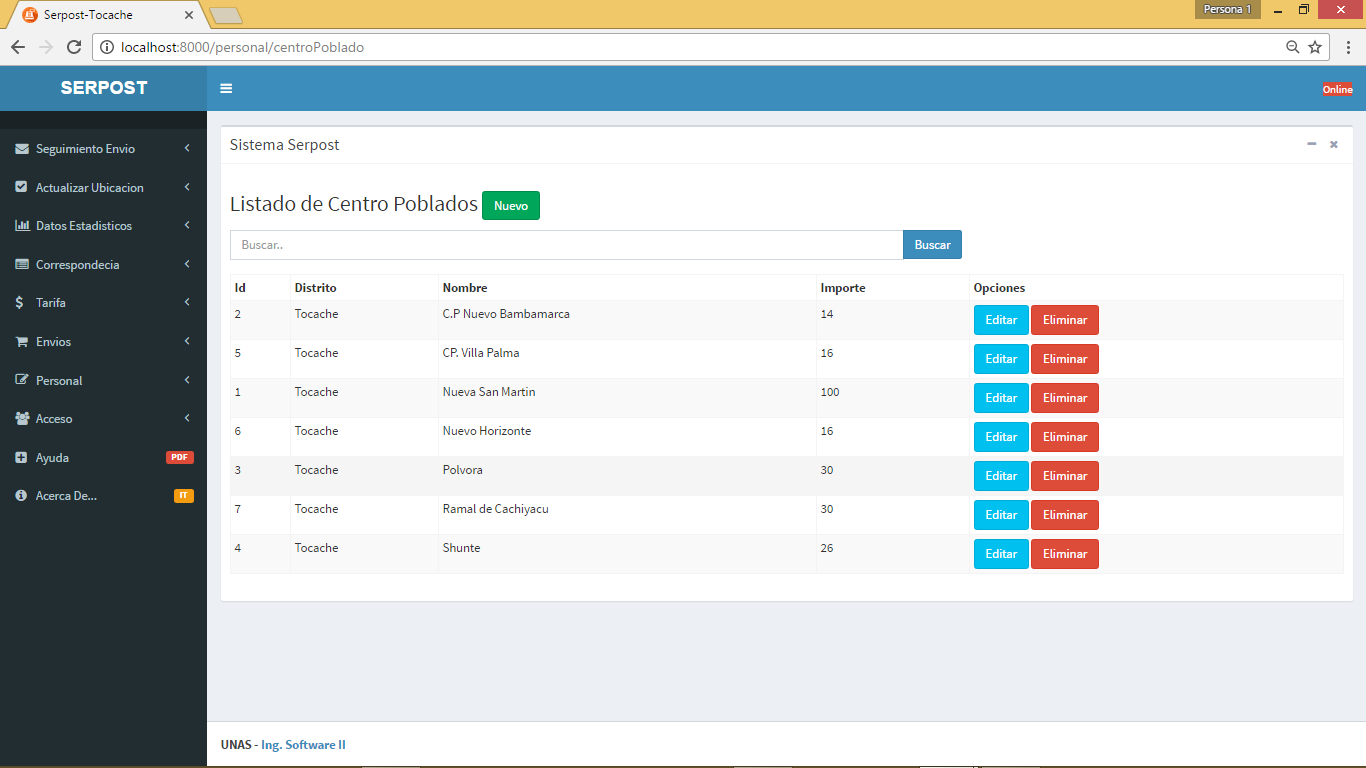 Serpost-Tocache
Persona 1
localhost:8000/personal/centroPoblado
SERPOST
Online
Seguimiento Envio
Actualizar Ubicacion
Datos Estadisticos
Correspondecia
$ Tarifa
Envios
Personal
Acceso
Ayuda PDF
Acerca De... IT
Sistema Serpost
Listado de Centro Poblados Nuevo
Buscar.. Buscar
Id Distrito Nombre Importe Opciones
2 Tocache C.P Nuevo Bambamarca 14 Editar Eliminar
5 Tocache CP. Villa Palma 16 Editar Eliminar
1 Tocache Nueva San Martin 100 Editar Eliminar
6 Tocache Nuevo Horizonte 16 Editar Eliminar
3 Tocache Polvora 30 Editar Eliminar
7 Tocache Ramal de Cachiyacu 30 Editar Eliminar
4 Tocache Shunte 26 Editar Eliminar
UNAS - Ing. Software II